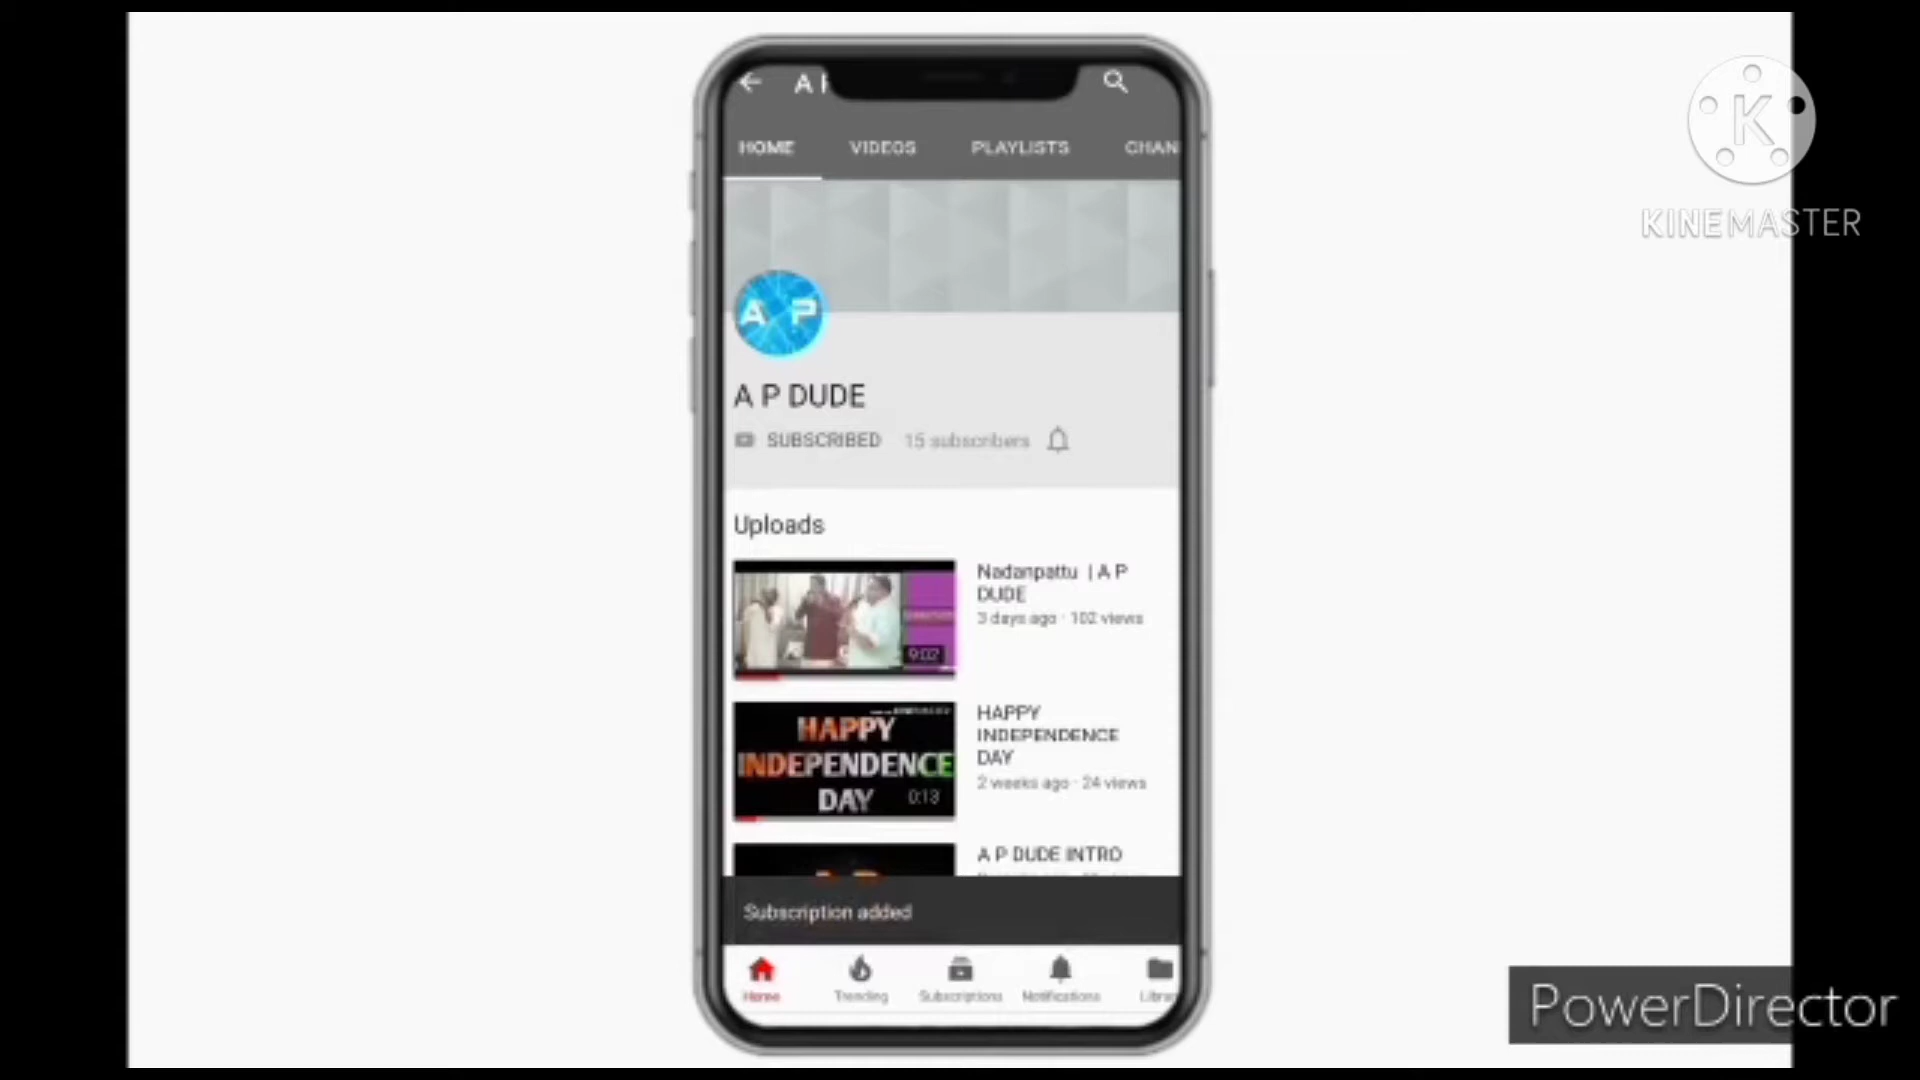 A P
HOME VIDEOS PLAYLISTS CHAN
A P
A P DUDE
SUBSCRIBED 15 subscribers
Uploads
Nadanpattu | A P
DUDE
3 days ago · 102 views
9:02
HAPPY
INDEPENDENCE
DAY
0:13
HAPPY
INDEPENDENCE
DAY
2 weeks ago · 24 views
A P DUDE INTRO
Subscription added
Home Trending Subscriptions Notifications Libra
K
KINEMASTER
PowerDirector